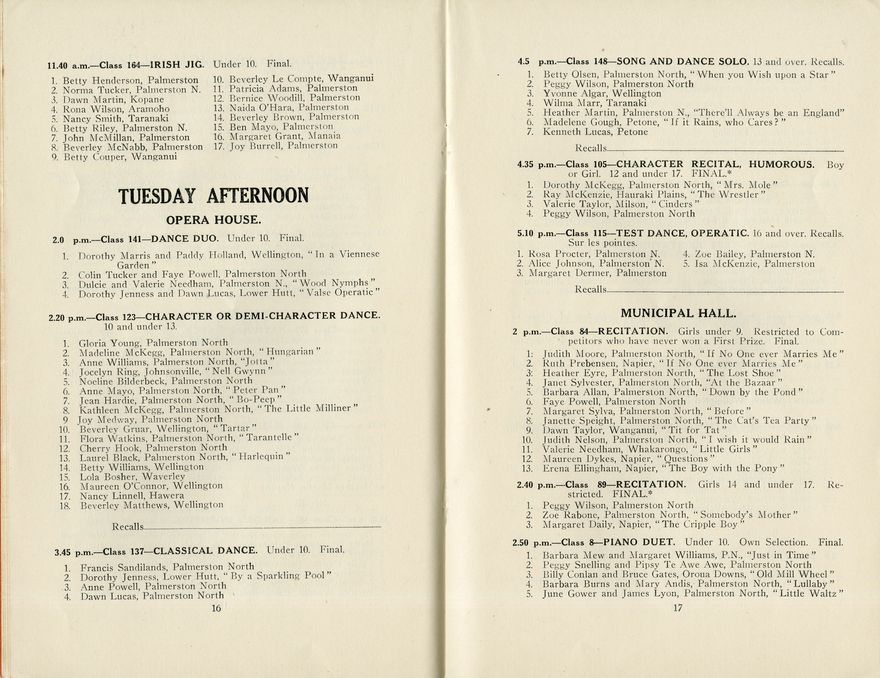 11.40 a.m.—Class 164—IRISH JIG. Under 10. Final.
1. Betty Henderson, Palmerston
2. Norma Tucker, Palmerston N.
3. Dawn Martin, Kopane
4. Rona Wilson, Aramoho
5. Nancy Smith, Taranaki
6. Betty Riley, Palmerston N.
7. John McMillan, Palmerston
8. Beverley McNabb, Palmerston
9. Betty Couper, Wanganui
10. Beverley Le Compte, Wanganui
11. Patricia Adams, Palmerston
12. Bernice Woodill, Palmerston
13. Naida O'Hara, Palmerston
14. Beverley Brown, Palmerston
15. Ben Mayo, Palmerston
16. Margaret Grant, Manaia
17. Joy Burrell, Palmerston
TUESDAY AFTERNOON
OPERA HOUSE.
2.0 p.m.—Class 141—DANCE DUO. Under 10. Final.
1. Dorothy Marris and Paddy Holland, Wellington, "In a Viennese
Garden"
2. Colin Tucker and Faye Powell, Palmerston North
3. Dulcie and Valerie Needham, Palmerston N., "Wood Nymphs"
4. Dorothy Jenness and Dawn Lucas, Lower Hutt, "Valse Operatic"
2.20 p.m.—Class 123—CHARACTER OR DEMI-CHARACTER DANCE.
10 and under 13.
1. Gloria Young, Palmerston North
2. Madeline McKegg, Palmerston North, "Hungarian"
3. Anne Williams, Palmerston North, "Jotta"
4. Jocelyn Ring, Johnsonville, "Nell Gwynn"
5. Noeline Bilderbeck, Palmerston North
6. Anne Mayo, Palmerston North, "Peter Pan"
7. Jean Hardie, Palmerston North, "Bo-Peep"
8. Kathleen McKegg, Palmerston North, "The Little Milliner"
9 Joy Medway, Palmerston North
10. Beverley Gruar, Wellington, "Tartar"
11. Flora Watkins, Palmerston North, "Tarantelle"
12. Cherry Hook, Palmerston North
13. Laurel Black, Palmerston North, "Harlequin"
14. Betty Williams, Wellington
15. Lola Bosher, Waverley
16. Maureen O'Connor, Wellington
17. Nancy Linnell, Hawera
18. Beverley Matthews, Wellington
Recalls
3.45 p.m.—Class 137—CLASSICAL DANCE. Under 10. Final.
1. Francis Sandilands, Palmerston North
2. Dorothy Jenness, Lower Hutt, "By a Sparkling Pool"
3. Anne Powell, Palmerston North
4. Dawn Lucas, Palmerston North
16
4.5 p.m.—Class 148—SONG AND DANCE SOLO. 13 and over. Recalls.
1. Betty Olsen, Palmerston North, "When you Wish upon a Star"
2. Peggy Wilson, Palmerston North
3. Yvonne Algar, Wellington
4. Wilma Marr, Taranaki
5. Heather Martin, Palmerston N., "There'll Always be an England"
6. Madelene Gough, Petone, "If it Rains, who Cares?"
7. Kenneth Lucas, Petone
Recalls
4.35 p.m.—Class 105—CHARACTER RECITAL, HUMOROUS. Boy
or Girl. 12 and under 17. FINAL.*
1. Dorothy McKegg, Palmerston North, "Mrs. Mole"
2. Ray McKenzie, Hauraki Plains, "The Wrestler"
3. Valerie Taylor, Milson, "Cinders"
4. Peggy Wilson, Palmerston North
5.10 p.m.—Class 115—TEST DANCE, OPERATIC. 16 and over. Recalls.
Sur les pointes.
1. Rosa Procter, Palmerston N.
2. Alice Johnson, Palmerston N.
3. Margaret Dermer, Palmerston
4. Zoe Bailey, Palmerston
5. Isa McKenzie, Palmerston
Recalls
MUNICIPAL HALL.
2 p.m.—Class 84—RECITATION. Girls under 9. Restricted to Com-
petitors who have never won a First Prize. Final.
1: Judith Moore, Palmerston North, "If No One ever Marries Me"
2. Ruth Prebensen, Napier, "If No One ever Marries Me"
3: Heather Eyre, Palmerston North, "The Lost Shoe"
4. Janet Sylvester, Palmerston North, "At the Bazaar"
5. Barbara Allan, Palmerston North, "Down by the Pond"
6. Faye Powell, Palmerston North
7. Margaret Sylva, Palmerston North, "Before"
8. Janette Speight, Palmerston North, "The Cat's Tea Party"
9. Dawn Taylor, Wanganui, "Tit for Tat"
10. Judith Nelson, Palmerston North, "I wish it would Rain"
11. Valerie Needham, Whakarongo, "Little Girls"
12. Maureen Dykes, Napier, "Questions"
13. Erena Ellingham, Napier, "The Boy with the Pony"
2.40 p.m.—Class 89—RECITATION. Girls 14 and under 17. Re-
stricted. FINAL.*
1. Peggy Wilson, Palmerston North
2. Zoe Rabone, Palmerston North, "Somebody's Mother"
3. Margaret Daily, Napier, "The Cripple Boy"
2.50 p.m.—Class 8—PIANO DUET. Under 10. Own Selection. Final.
1. Barbara Mew and Margaret Williams, P.N., "Just in Time"
2. Peggy Snelling and Pipsy Te Awe Awe, Palmerston North
3. Billy Conlan and Bruce Gates, Oroua Downs, "Old Mill Wheel"
4. Barbara Burns and Mary Andis, Palmerston North, "Lullaby"
5. June Gower and James Lyon, Palmerston North, "Little Waltz"
17